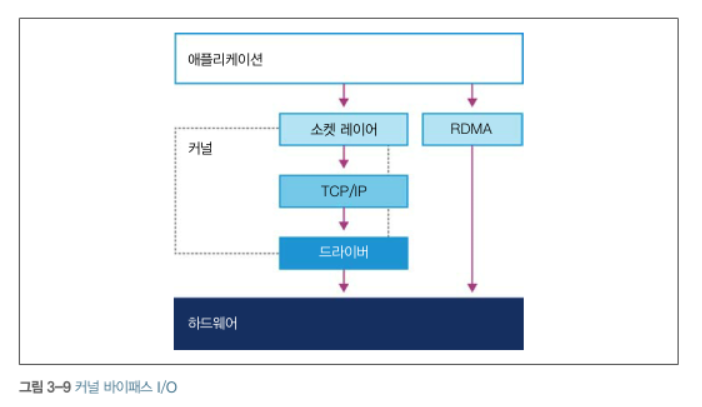 애플리케이션
소켓 레이어
RDMA
커널
TCP/IP
드라이버
하드웨어
그림 3-9 커널 바이패스 I/O